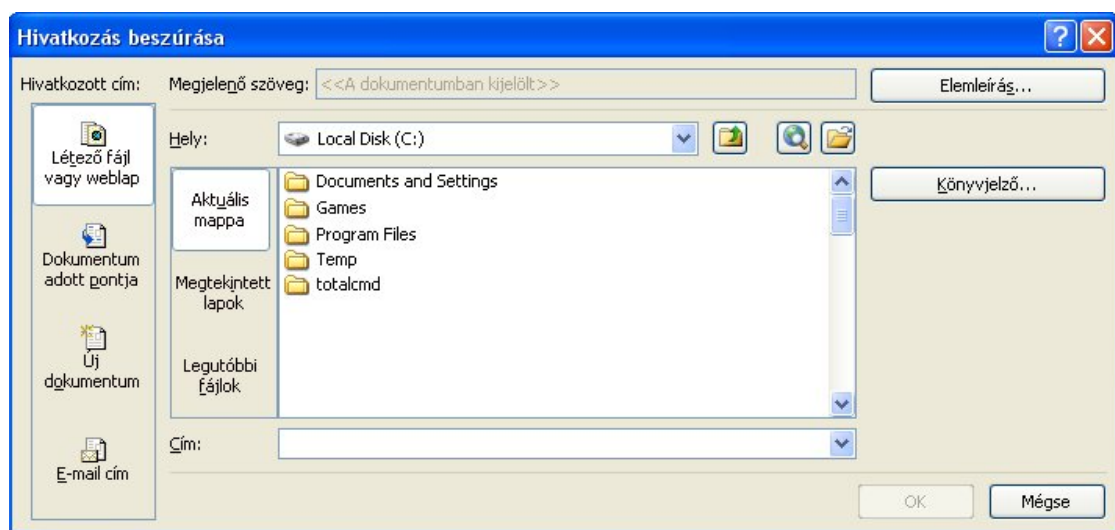 Hivatkozás beszúrása
Hivatkozott cím:
Megjelenő szöveg:
<<A dokumentumban kijelölt>>
Elemleírás...
Létező fájl
vagy weblap
Dokumentum
adott pontja
Új
dokumentum
E-mail cím
Hely:
Local Disk (C:)
Aktuális
mappa
Megtekintett
lapok
Legutóbbi
fájlok
Documents and Settings
Games
Program Files
Temp
totalcmd
Könyvjelző...
Cím:
OK
Mégse